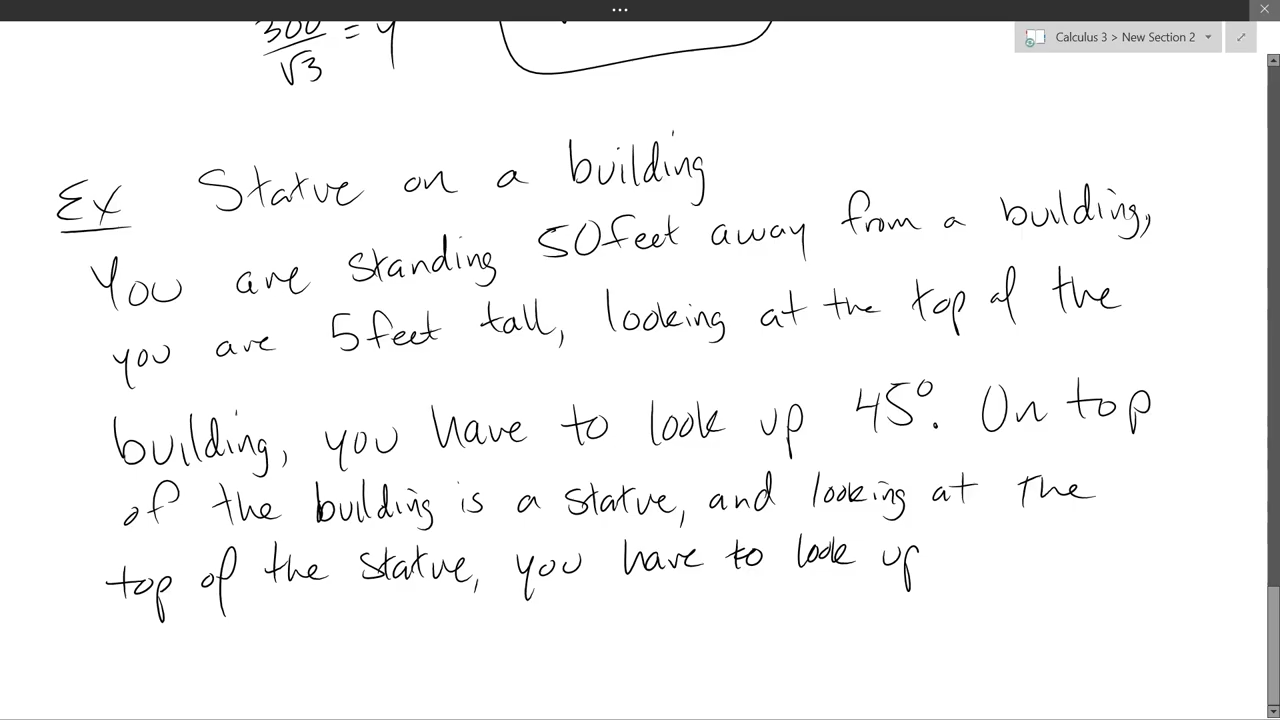 ...
Calculus 3 > New Section 2
300/√3 = y
Ex Statue on a building
You are standing 50feet away from a building,
you are 5feet tall, looking at the top of the
building, you have to look up 45°. On top
of the building is a statue, and looking at the
top of the statue, you have to look up